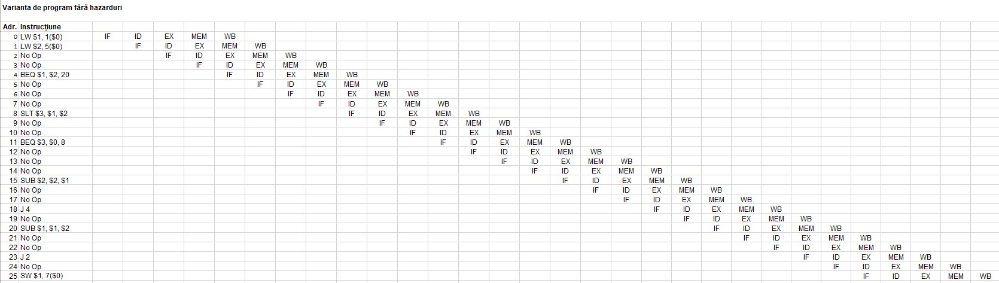 Varianta de program fără hazarduri
Adr. Instrucțiune
0 LW $1, 1($0) IF ID EX MEM WB
1 LW $2, 5($0) IF ID EX MEM WB
2 No Op IF ID EX MEM WB
3 No Op IF ID EX MEM WB
4 BEQ $1, $2, 20 IF ID EX MEM WB
5 No Op IF ID EX MEM WB
6 No Op IF ID EX MEM WB
7 No Op IF ID EX MEM WB
8 SLT $3, $1, $2 IF ID EX MEM WB
9 No Op IF ID EX MEM WB
10 No Op IF ID EX MEM WB
11 BEQ $3, $0, 8 IF ID EX MEM WB
12 No Op IF ID EX MEM WB
13 No Op IF ID EX MEM WB
14 No Op IF ID EX MEM WB
15 SUB $2, $2, $1 IF ID EX MEM WB
16 No Op IF ID EX MEM WB
17 No Op IF ID EX MEM WB
18 J 4 IF ID EX MEM WB
19 No Op IF ID EX MEM WB
20 SUB $1, $1, $2 IF ID EX MEM WB
21 No Op IF ID EX MEM WB
22 No Op IF ID EX MEM WB
23 J 2 IF ID EX MEM WB
24 No Op IF ID EX MEM WB
25 SW $1, 7($0) IF ID EX MEM WB